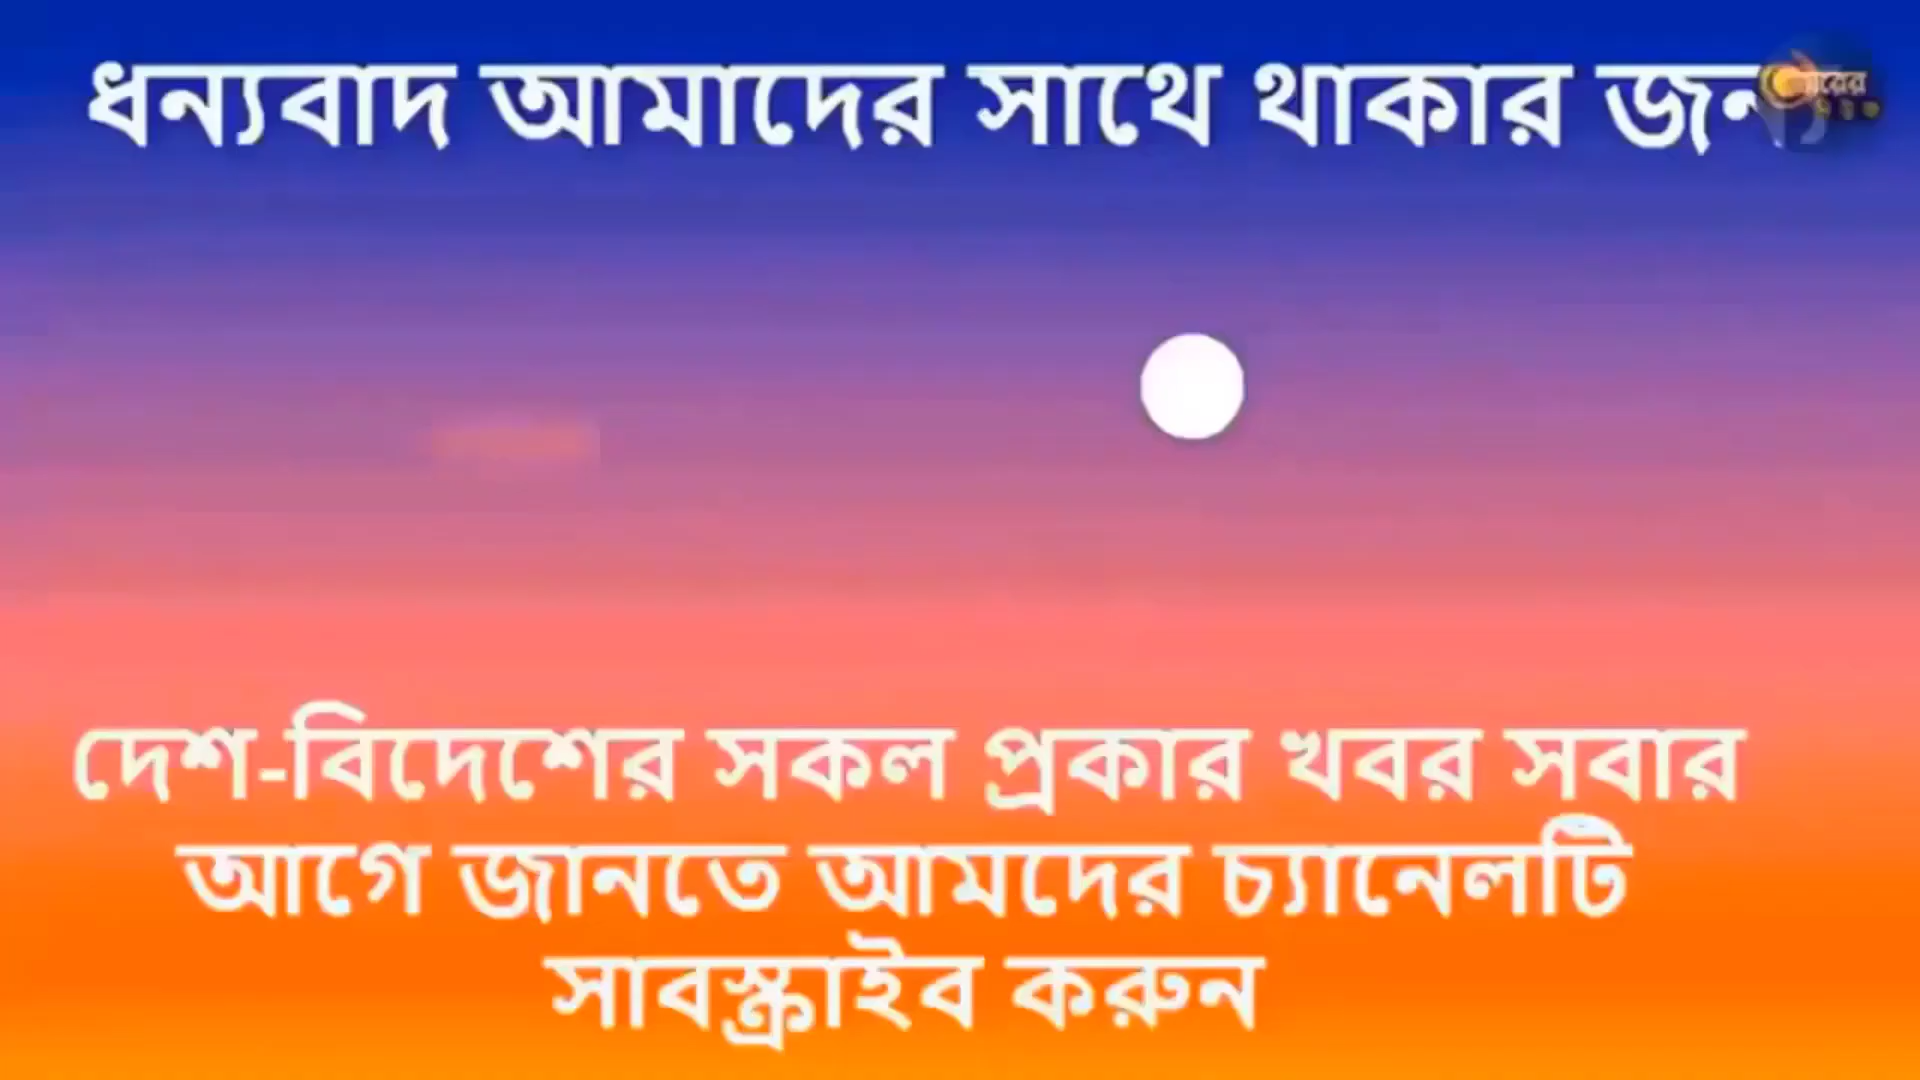 ধন্যবাদ আমাদের সাথে থাকার
দেশ-বিদেশের সকল প্রকার খবর সবার
আগে জানতে আমদের চ্যানেলটি
সাবস্ক্রাইব করুন